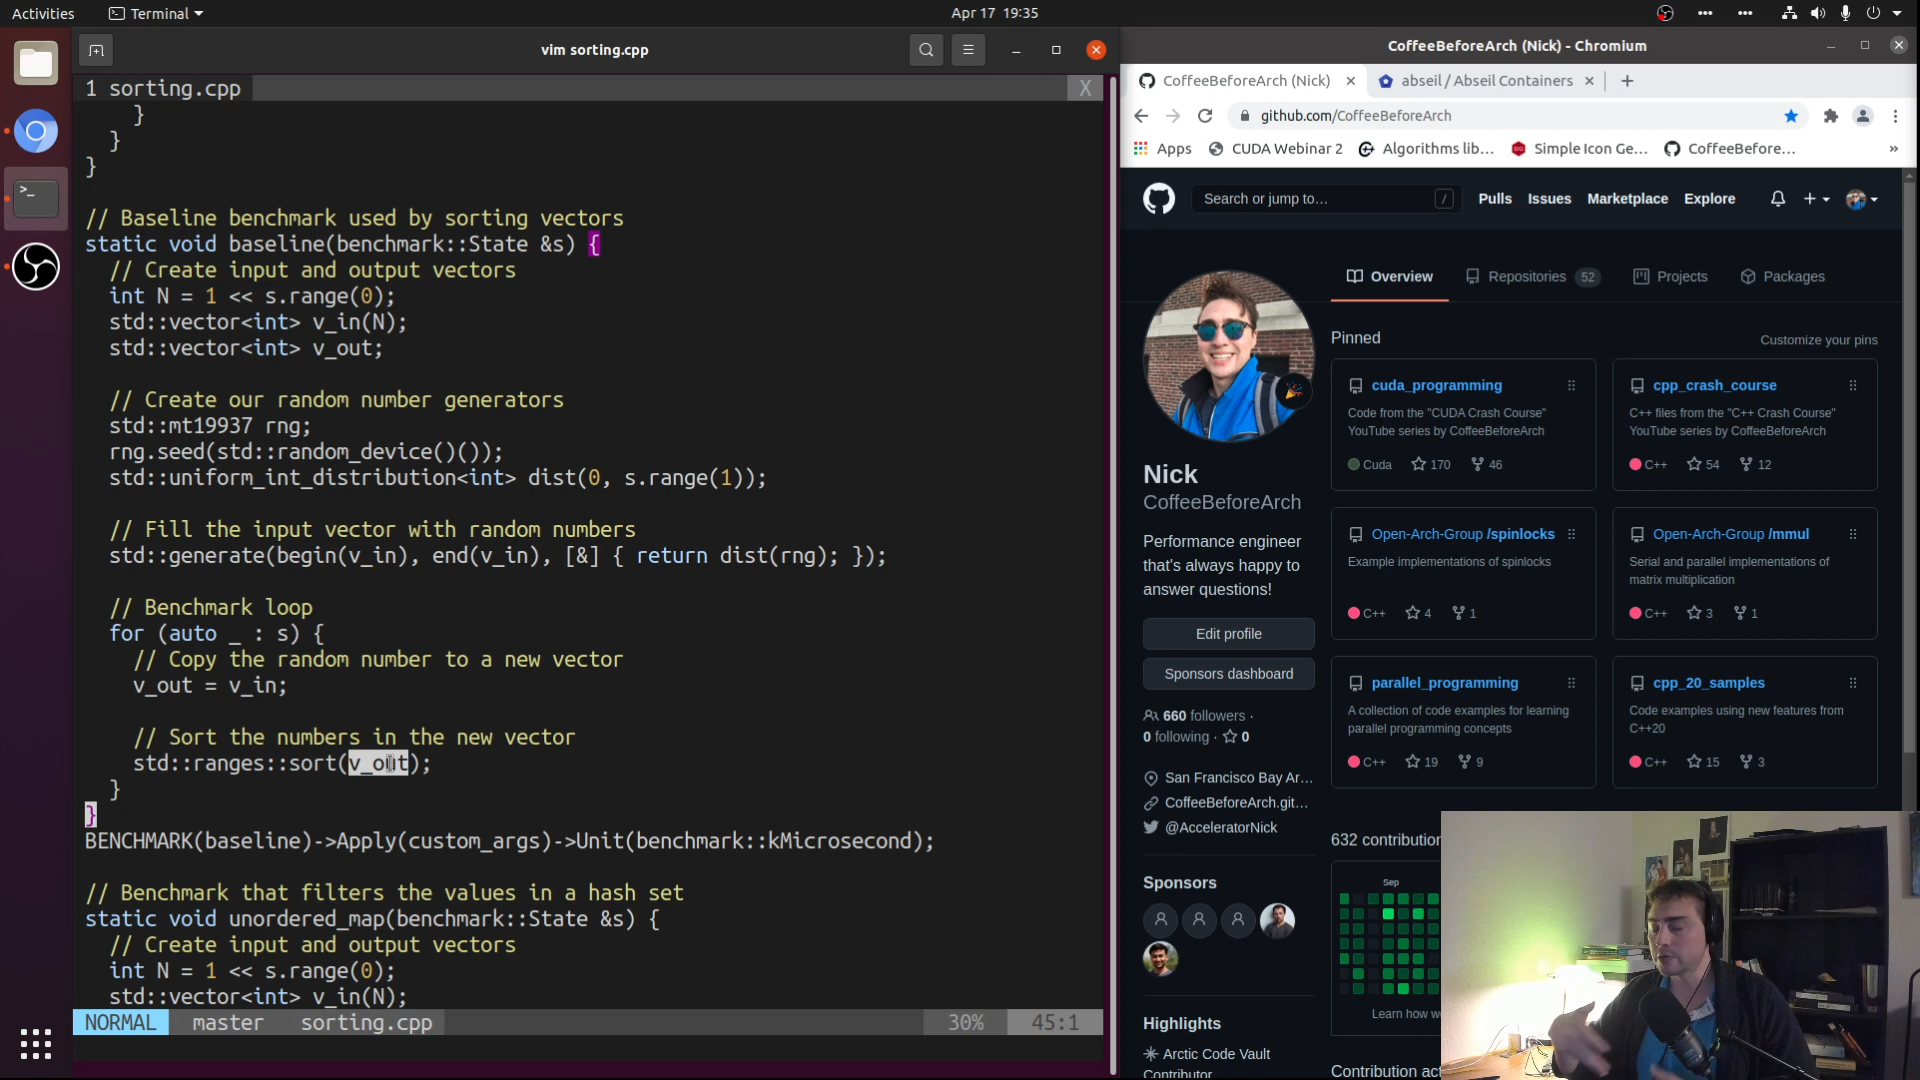 Activities
Terminal
Apr 17 19:35
vim sorting.cpp
1 sorting.cpp
X
}
}
}
// Baseline benchmark used by sorting vectors
static void baseline(benchmark::State &s) {
// Create input and output vectors
int N = 1 << s.range(0);
std::vector<int> v_in(N);
std::vector<int> v_out;
// Create our random number generators
std::mt19937 rng;
rng.seed(std::random_device()());
std::uniform_int_distribution<int> dist(0, s.range(1));
// Fill the input vector with random numbers
std::generate(begin(v_in), end(v_in), [&] { return dist(rng); });
// Benchmark loop
for (auto _ : s) {
// Copy the random number to a new vector
v_out = v_in;
// Sort the numbers in the new vector
std::ranges::sort(v_out);
}
}
BENCHMARK(baseline)->Apply(custom_args)->Unit(benchmark::kMicrosecond);
// Benchmark that filters the values in a hash set
static void unordered_map(benchmark::State &s) {
// Create input and output vectors
int N = 1 << s.range(0);
std::vector<int> v_in(N);
NORMAL master sorting.cpp 30% 45:1
CoffeeBeforeArch (Nick) - Chromium
CoffeeBeforeArch (Nick)
abseil / Abseil Containers
github.com/CoffeeBeforeArch
Apps
CUDA Webinar 2
Algorithms lib...
Simple Icon Ge...
CoffeeBefore...
»
Search or jump to…
/
Pulls
Issues
Marketplace
Explore
Overview
Repositories 52
Projects
Packages
Nick
CoffeeBeforeArch
Performance engineer
that's always happy to
answer questions!
Edit profile
Sponsors dashboard
660 followers ·
0 following · 0
San Francisco Bay Ar...
CoffeeBeforeArch.git...
@AcceleratorNick
Sponsors
Highlights
Arctic Code Vault
Contributor
Pinned
Customize your pins
cuda_programming
Code from the "CUDA Crash Course"
YouTube series by CoffeeBeforeArch
Cuda 170 46
cpp_crash_course
C++ files from the "C++ Crash Course"
YouTube series by CoffeeBeforeArch
C++ 54 12
Open-Arch-Group /spinlocks
Example implementations of spinlocks
C++ 4 1
Open-Arch-Group /mmul
Serial and parallel implementations of
matrix multiplication
C++ 3 1
parallel_programming
A collection of code examples for learning
parallel programming concepts
C++ 19 9
cpp_20_samples
Code examples using new features from
C++20
C++ 15 3
632 contribution
Sep
Learn how w
Contribution act